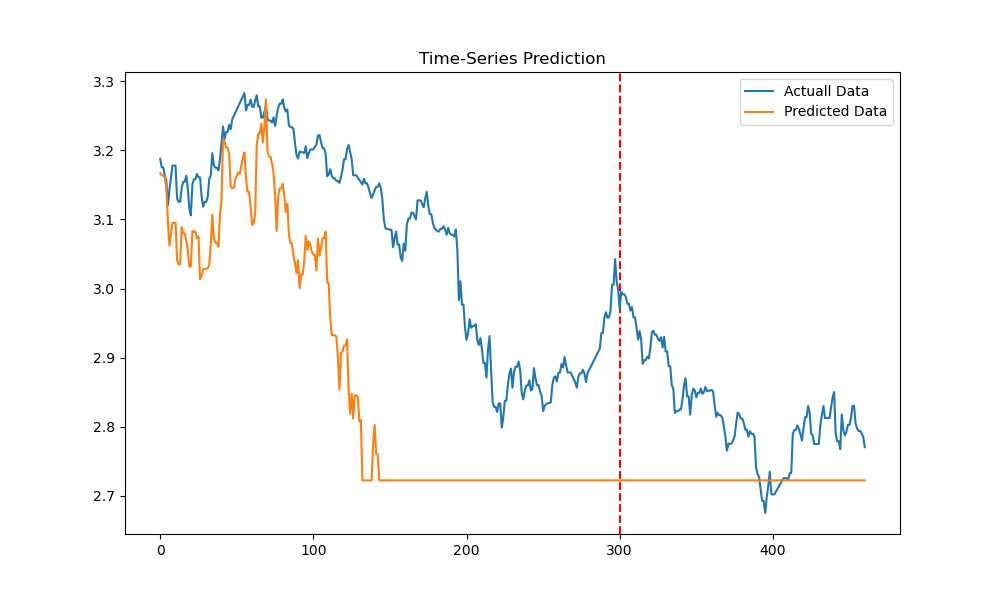 Time-Series Prediction
Actuall Data
Predicted Data
3.3
3.2
3.1
3.0
2.9
2.8
2.7
0 100 200 300 400